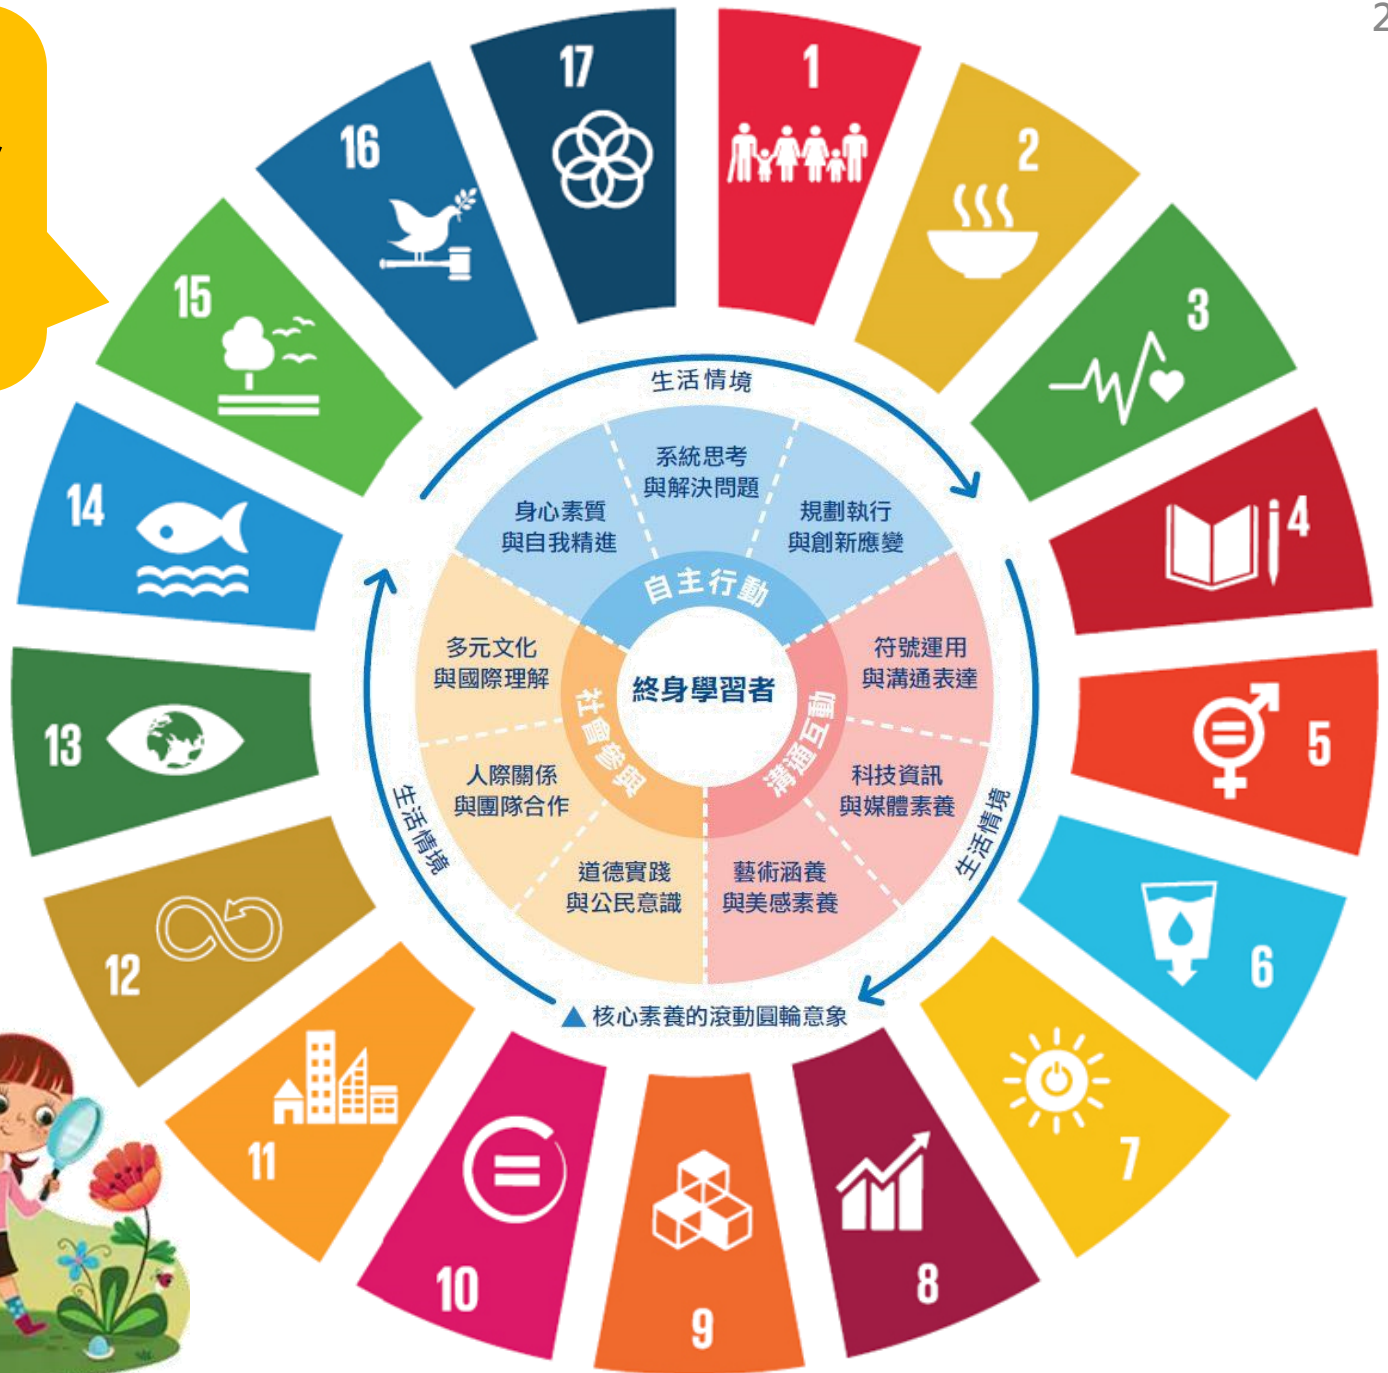 2
17
1
16
2
15
3
14
4
13
5
12
6
11
7
10
8
9
生活情境
系統思考
與解決問題
身心素質
與自我精進
規劃執行
與創新應變
自主行動
多元文化
與國際理解
符號運用
與溝通表達
終身學習者
社會參與
溝通互動
人際關係
與團隊合作
科技資訊
與媒體素養
道德實踐
與公民意識
藝術涵養
與美感素養
生活情境
生活情境
▲ 核心素養的滾動圓輪意象